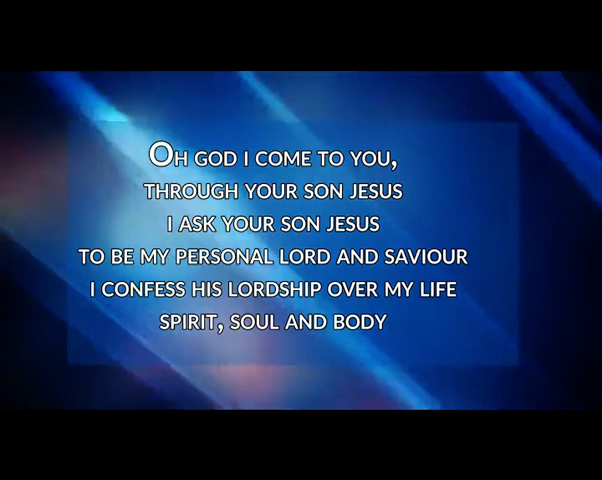 Oh God I come to You,
through Your Son Jesus
I ask Your Son Jesus
to be my personal Lord and Saviour
I confess His Lordship over my life
spirit, soul and body